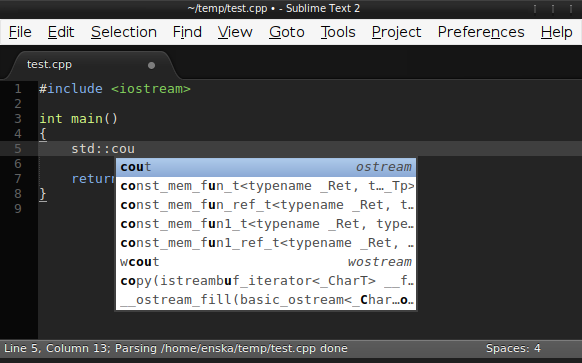 ~/temp/test.cpp • - Sublime Text 2
File Edit Selection Find View Goto Tools Project Preferences Help
test.cpp
1 #include <iostream>
2
3 int main()
4 {
5 std::cou
cout ostream
6 const_mem_fun_t<typename _Ret, t…_Tp>
const_mem_fun_ref_t<typename _Ret, t…
7 return
const_mem_fun1_t<typename _Ret, type…
8 }
const_mem_fun1_ref_t<typename _Ret, …
9
wcout wostream
copy(istreambuf_iterator<_CharT> __f…
__ostream_fill(basic_ostream<_Char…o…
Line 5, Column 13; Parsing /home/enska/temp/test.cpp done Spaces: 4